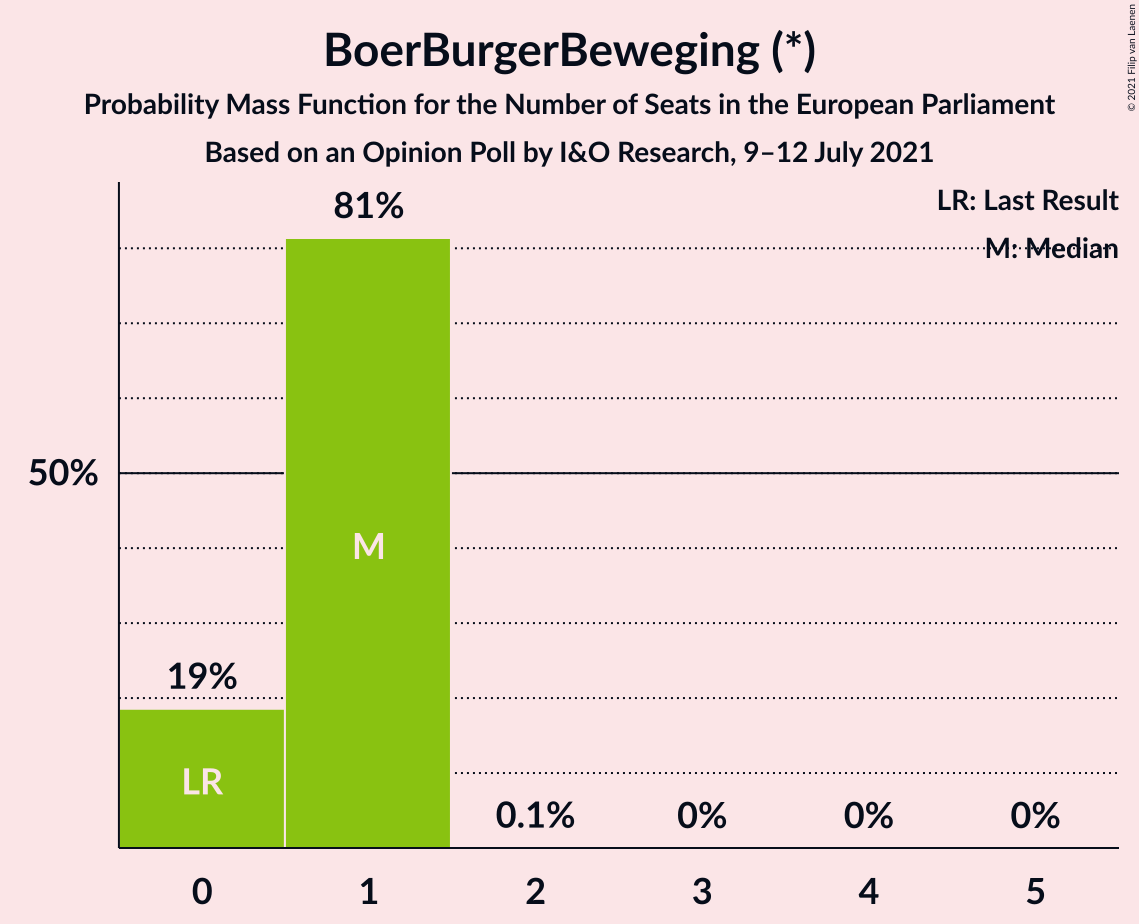 BoerBurgerBeweging (*)
Probability Mass Function for the Number of Seats in the European Parliament
Based on an Opinion Poll by I&O Research, 9–12 July 2021
© 2021 Filip van Laenen
LR: Last Result
M: Median
81%
50%
M
19%
LR
0.1%
0%
0%
0%
0
1
2
3
4
5